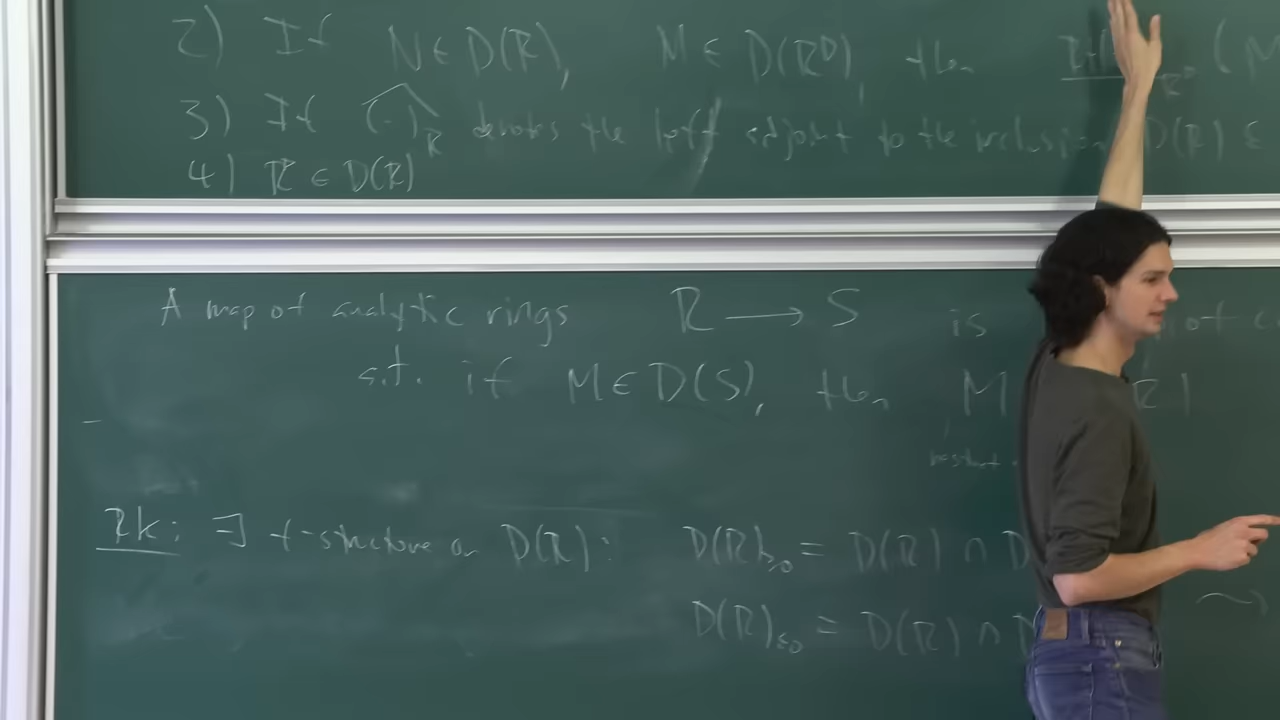 2) If N ∈ D(R), M ∈ D(R^▷), then (M
3) If (-)^_R denotes the left adjoint to the inclusion D(R) ⊆
4) R ∈ D(R)
A map of analytic rings R → S is of
s.t. if M ∈ D(S), then M R)
Rk: ∃ t-structure on D(R): D(R)≥0 = D(R) ∩ D
D(R)≤0 = D(R) ∩ D